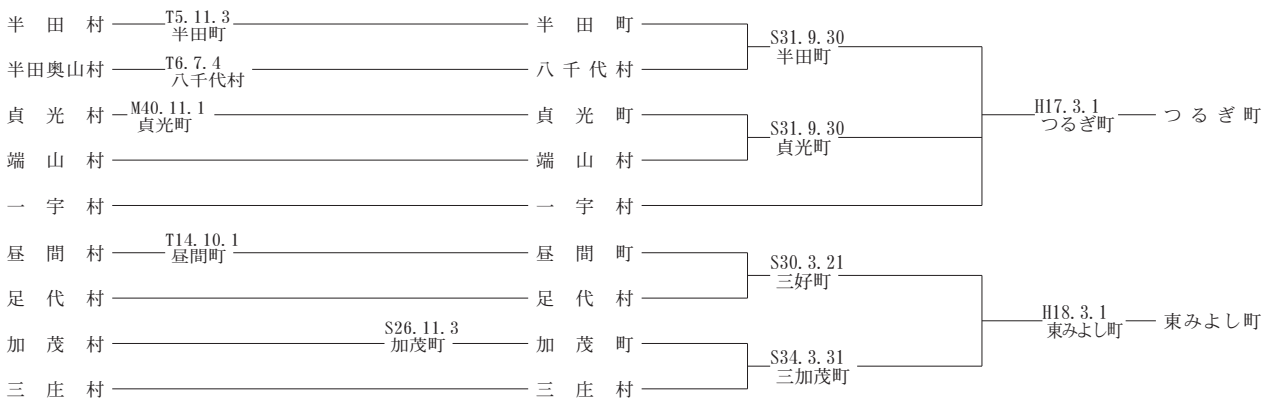 半田村 T5.11.3 半田町
半田町 S31.9.30 半田町
半田奥山村 T6.7.4 八千代村
八千代村
貞光村 M40.11.1 貞光町
貞光町 S31.9.30 貞光町
H17.3.1 つるぎ町
つるぎ町
端山村
端山村
一宇村
一宇村
昼間村 T14.10.1 昼間町
昼間町 S30.3.21 三好町
足代村
足代村
H18.3.1 東みよし町
東みよし町
加茂村 S26.11.3 加茂町
加茂町 S34.3.31 三加茂町
三庄村
三庄村